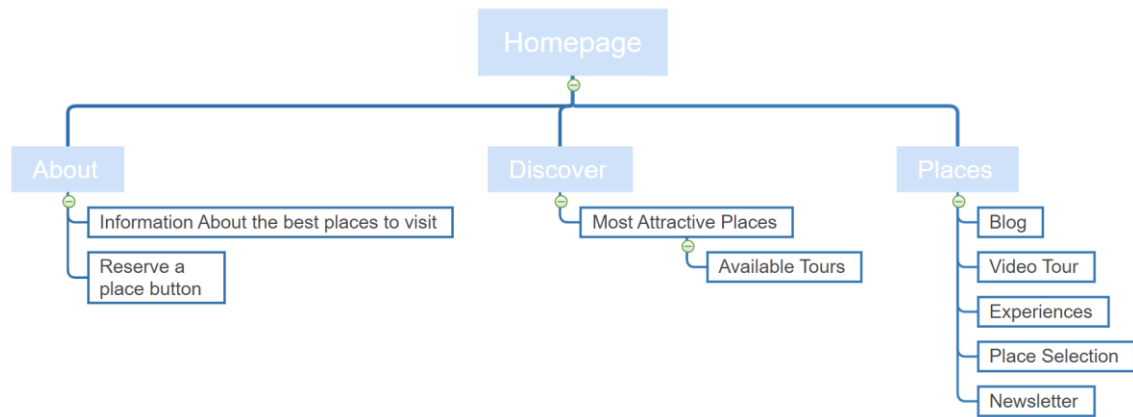 Homepage
About
Discover
Places
Information About the best places to visit
Reserve a
place button
Most Attractive Places
Available Tours
Blog
Video Tour
Experiences
Place Selection
Newsletter